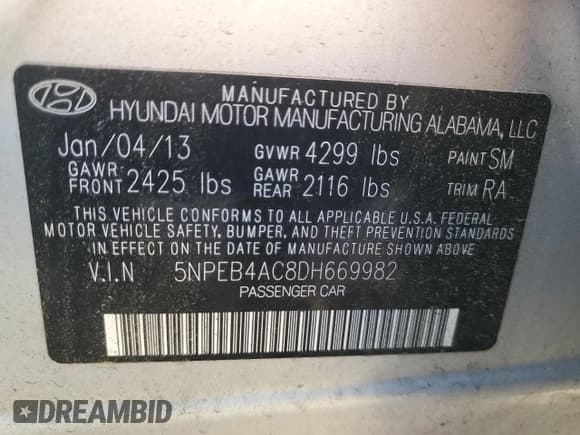 MANUFACTURED BY
HYUNDAI MOTOR MANUFACTURING ALABAMA, LLC
Jan/04/13 GVWR 4299 lbs PAINT SM
GAWR FRONT 2425 lbs GAWR REAR 2116 lbs TRIM RA
THIS VEHICLE CONFORMS TO ALL APPLICABLE U.S.A. FEDERAL
MOTOR VEHICLE SAFETY, BUMPER, AND THEFT PREVENTION STANDARDS
IN EFFECT ON THE DATE OF MANUFACTURE SHOWN ABOVE
V.I.N 5NPEB4AC8DH669982
PASSENGER CAR
DREAMBID